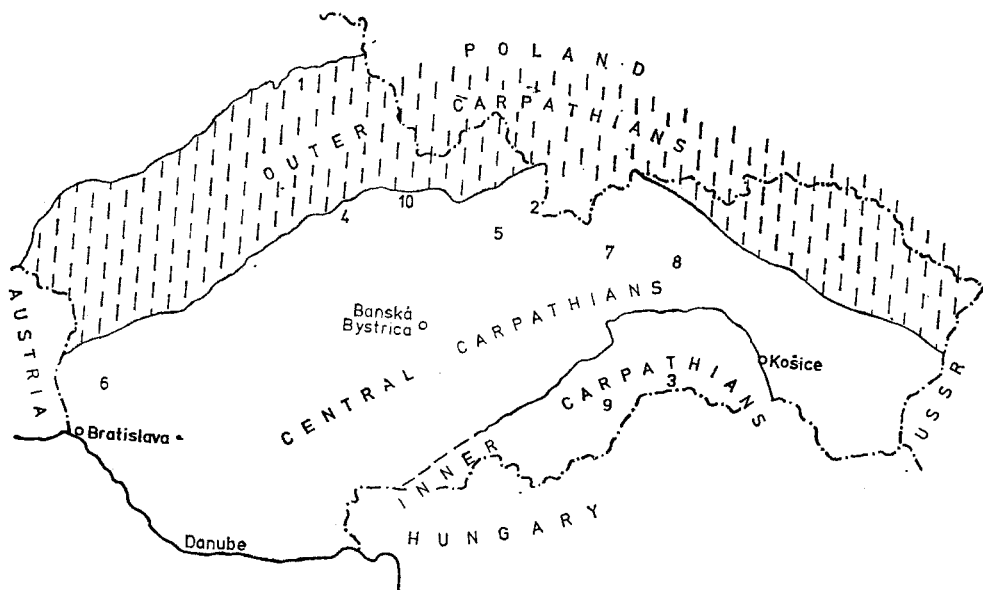 POLAND
1
CARPATHIANS
OUTER
4
10
2
5
7
8
AUSTRIA
Banská
Bystrica
CENTRAL CARPATHIANS
6
Košice
CARPATHIANS
3
9
USSR
Bratislava
INNER
HUNGARY
Danube